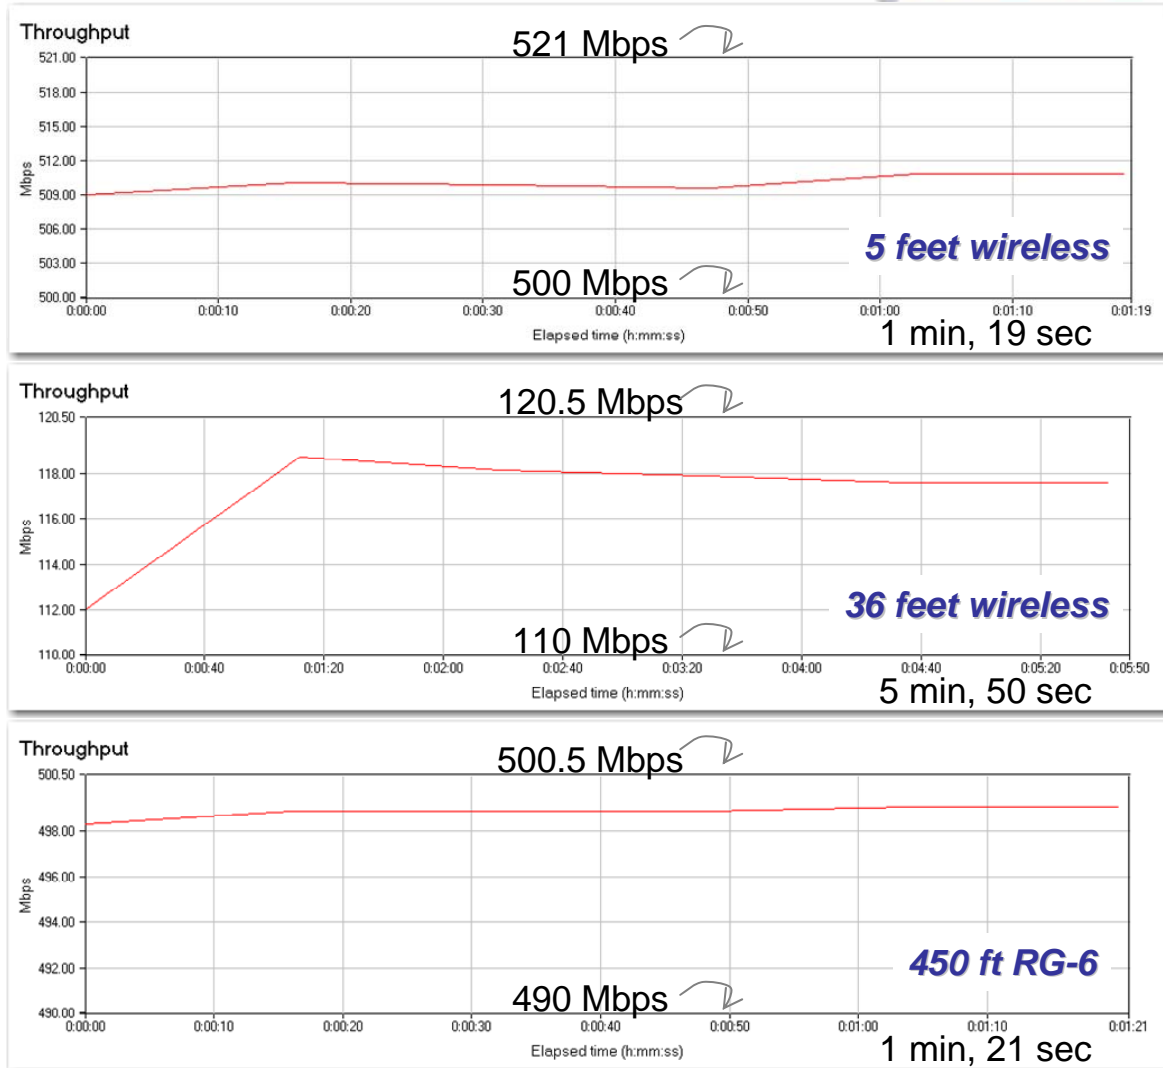 Throughput
521 Mbps
521.00
518.00
515.00
512.00
509.00
506.00
503.00
500.00
Mbps
5 feet wireless
500 Mbps
0:00:00 0:00:10 0:00:20 0:00:30 0:00:40 0:00:50 0:01:00 0:01:10 0:01:19
Elapsed time (h:mm:ss)
1 min, 19 sec
Throughput
120.5 Mbps
120.50
118.00
116.00
114.00
112.00
110.00
Mbps
36 feet wireless
110 Mbps
0:00:00 0:00:40 0:01:20 0:02:00 0:02:40 0:03:20 0:04:00 0:04:40 0:05:20 0:05:50
Elapsed time (h:mm:ss)
5 min, 50 sec
Throughput
500.5 Mbps
500.50
498.00
496.00
494.00
492.00
490.00
Mbps
450 ft RG-6
490 Mbps
0:00:00 0:00:10 0:00:20 0:00:30 0:00:40 0:00:50 0:01:00 0:01:10 0:01:21
Elapsed time (h:mm:ss)
1 min, 21 sec